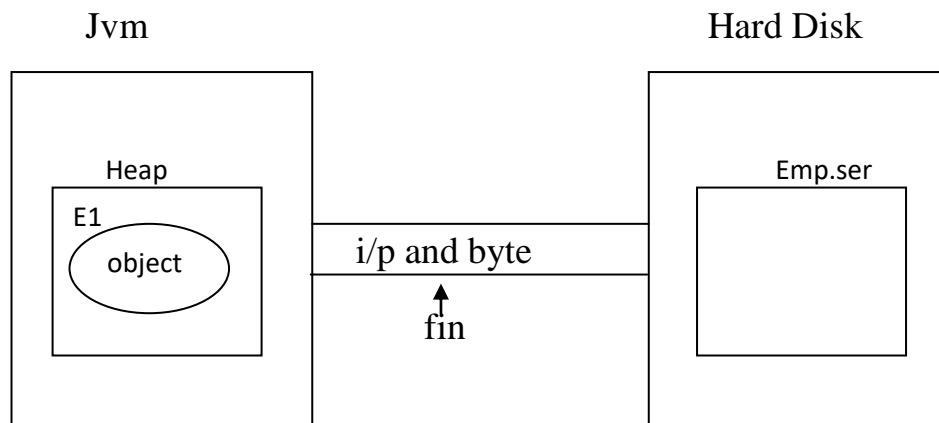 Jvm
Hard Disk
Heap
Emp.ser
E1
object
i/p and byte
fin